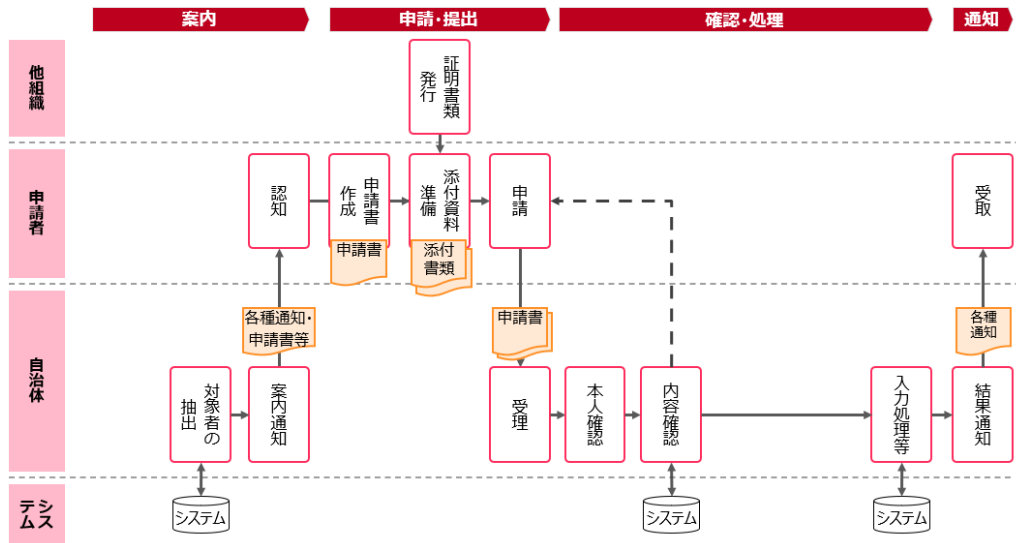 案内
申請・提出
確認・処理
通知
他組織
証明書類
発行
申請者
認知
申請書
作成
添付資料
準備
申請
受取
申請書
添付
書類
自治体
各種通知・
申請書等
申請書
各種
通知
対象者の
抽出
案内通知
受理
本人確認
内容確認
入力処理等
結果通知
シス
テム
システム
システム
システム